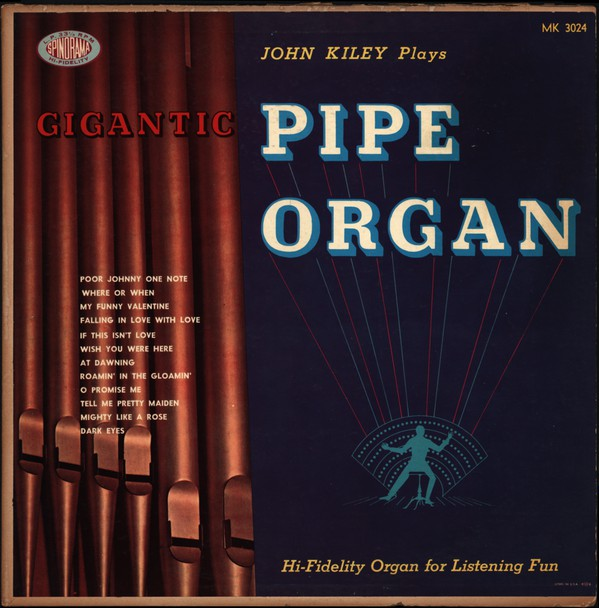 L.P. 33⅓ RPM
SPINORAMA
HI-FIDELITY
MK 3024
JOHN KILEY Plays
GIGANTIC PIPE
ORGAN
POOR JOHNNY ONE NOTE
WHERE OR WHEN
MY FUNNY VALENTINE
FALLING IN LOVE WITH LOVE
IF THIS ISN'T LOVE
WISH YOU WERE HERE
AT DAWNING
ROAMIN' IN THE GLOAMIN'
O PROMISE ME
TELL ME PRETTY MAIDEN
MIGHTY LIKE A ROSE
DARK EYES
Hi-Fidelity Organ for Listening Fun